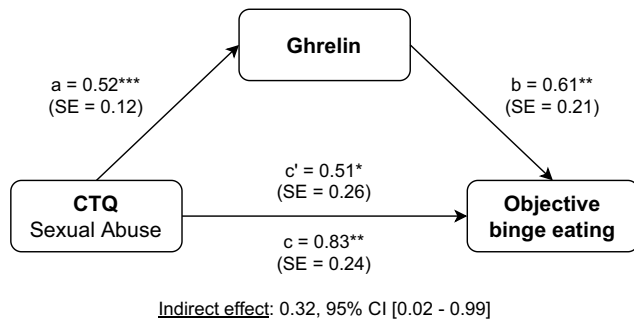 Ghrelin
a = 0.52***
(SE = 0.12)
b = 0.61**
(SE = 0.21)
c' = 0.51*
(SE = 0.26)
CTQ
Sexual Abuse
Objective
binge eating
c = 0.83**
(SE = 0.24)
Indirect effect: 0.32, 95% CI [0.02 - 0.99]